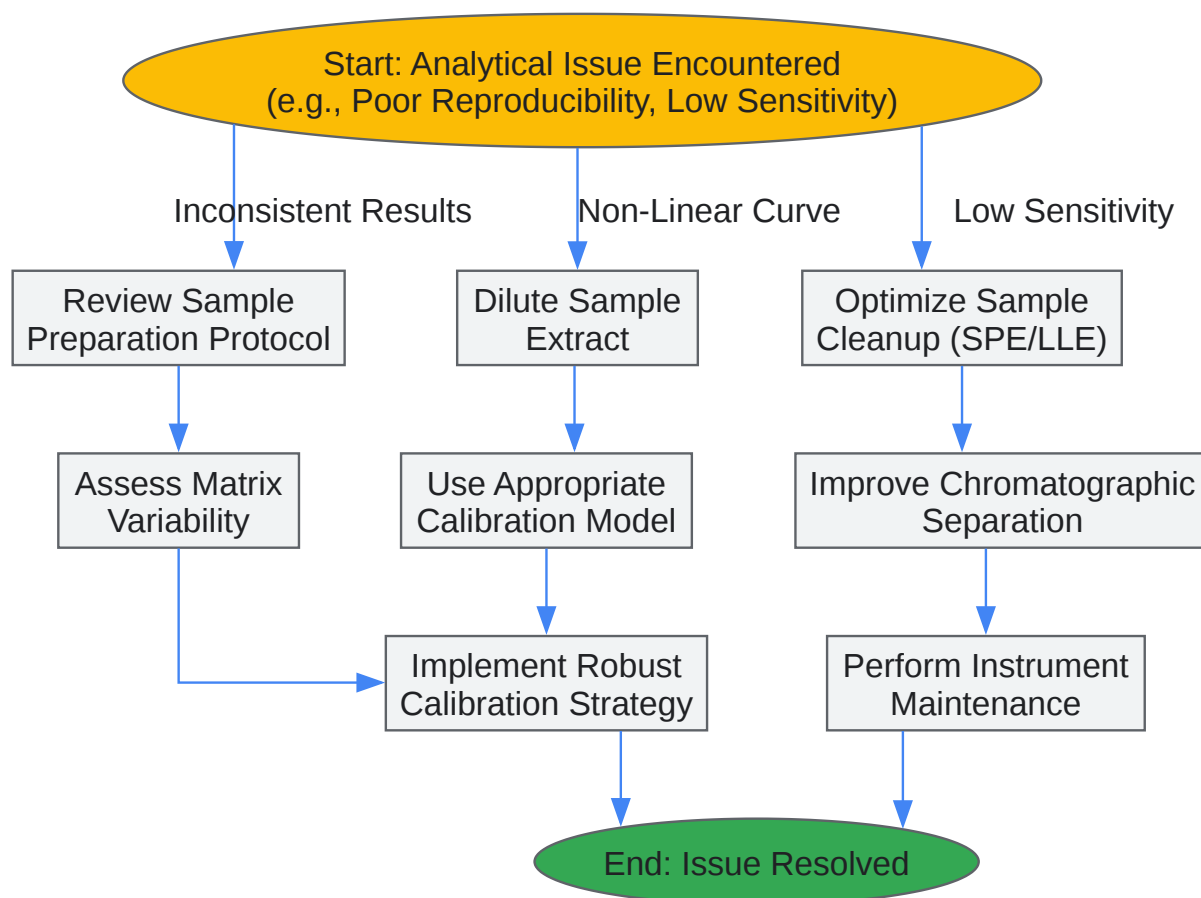 Start: Analytical Issue Encountered
(e.g., Poor Reproducibility, Low Sensitivity)
Inconsistent Results
Non-Linear Curve
Low Sensitivity
Review Sample
Preparation Protocol
Dilute Sample
Extract
Optimize Sample
Cleanup (SPE/LLE)
Assess Matrix
Variability
Use Appropriate
Calibration Model
Improve Chromatographic
Separation
Implement Robust
Calibration Strategy
Perform Instrument
Maintenance
End: Issue Resolved